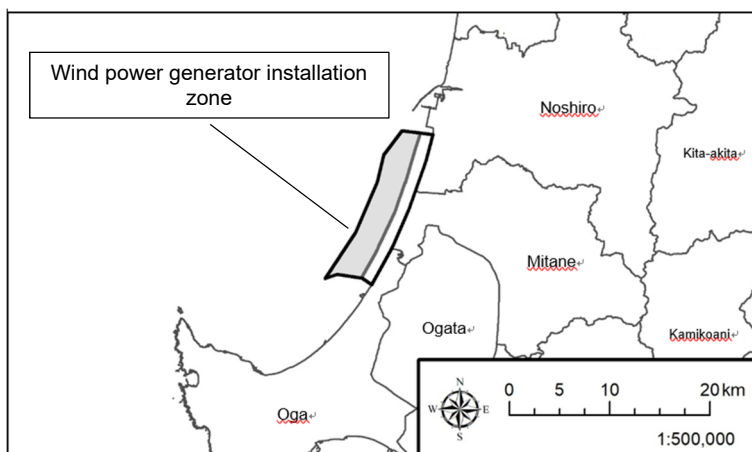 Wind power generator installation
zone
Noshiro
Kita-akita
Mitane
Ogata
Kamikoani
Oga
N
W E
S
0 5 10 20 km
1:500,000